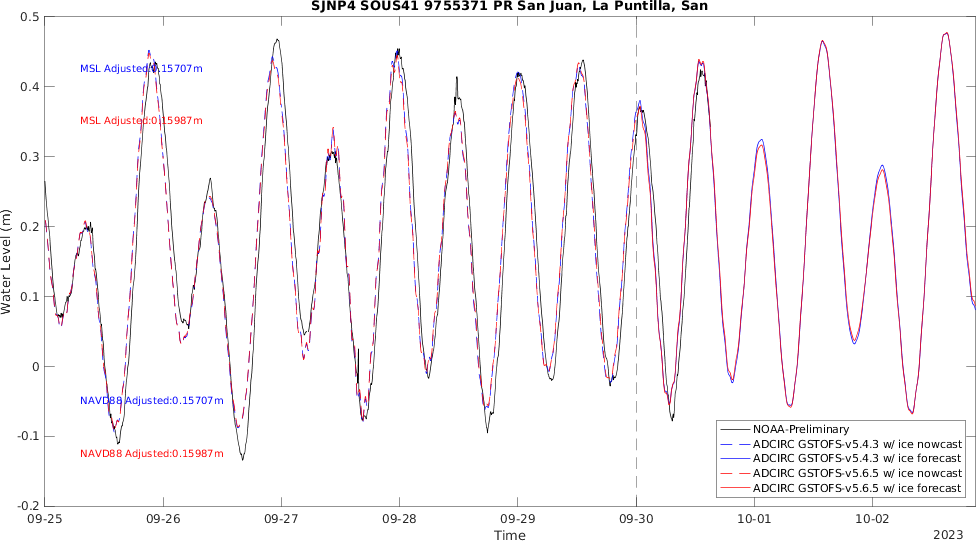 SJNP4 SOUS41 9755371 PR San Juan, La Puntilla, San
0.5
0.4
0.3
0.2
0.1
0
-0.1
-0.2
Water Level (m)
MSL Adjusted:0.15707m
MSL Adjusted:0.15987m
NAVD88 Adjusted:0.15707m
NAVD88 Adjusted:0.15987m
NOAA-Preliminary
ADCIRC GSTOFS-v5.4.3 w/ ice nowcast
ADCIRC GSTOFS-v5.4.3 w/ ice forecast
ADCIRC GSTOFS-v5.6.5 w/ ice nowcast
ADCIRC GSTOFS-v5.6.5 w/ ice forecast
09-25 09-26 09-27 09-28 09-29 09-30 10-01 10-02
Time
2023